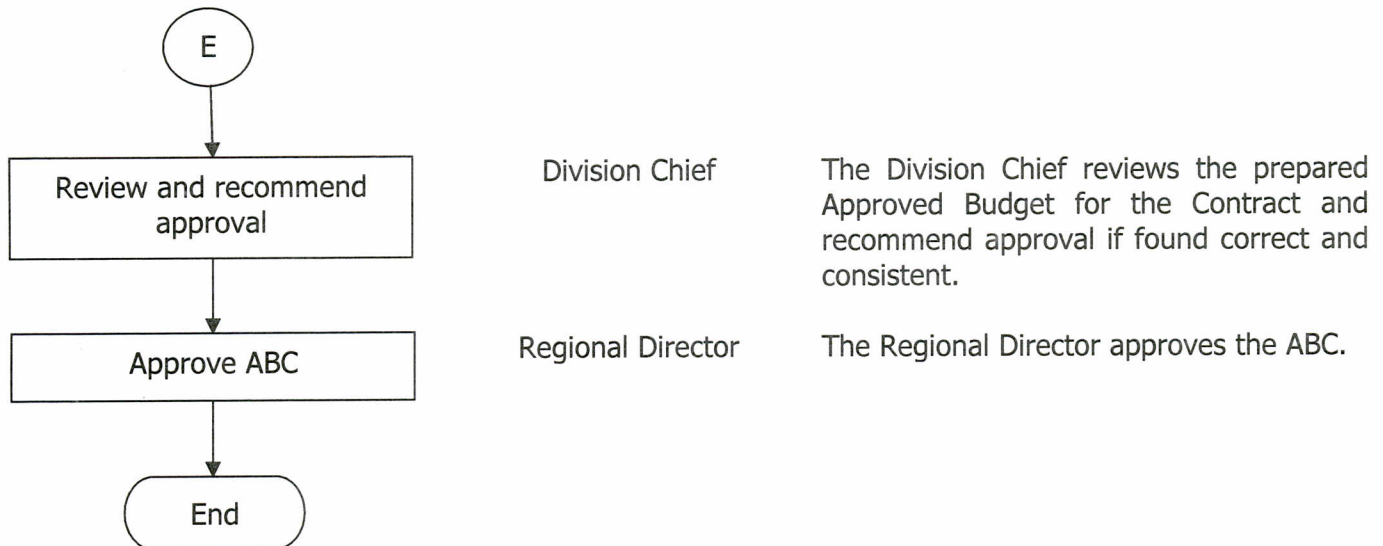 E
Review and recommend
approval
Division Chief
The Division Chief reviews the prepared
Approved Budget for the Contract and
recommend approval if found correct and
consistent.
Approve ABC
Regional Director
The Regional Director approves the ABC.
End